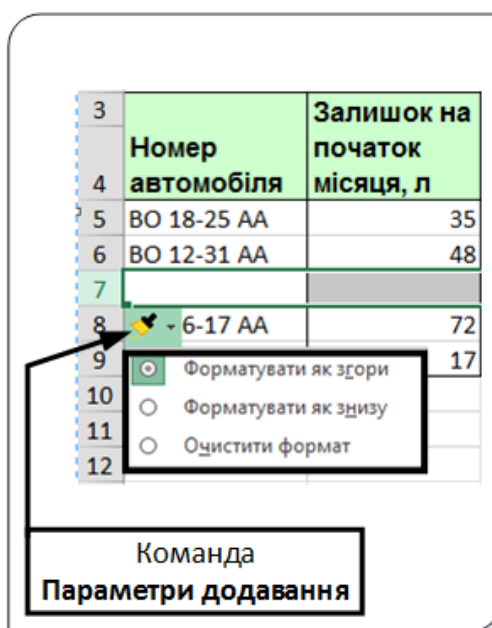 3 Залишок на
Номер початок
4 автомобіля місяця, л
5 ВО 18-25 АА 35
6 ВО 12-31 АА 48
7
8 6-17 АА 72
9 17
Форматувати як згори
10 Форматувати як знизу
11 Очистити формат
12
Команда
Параметри додавання